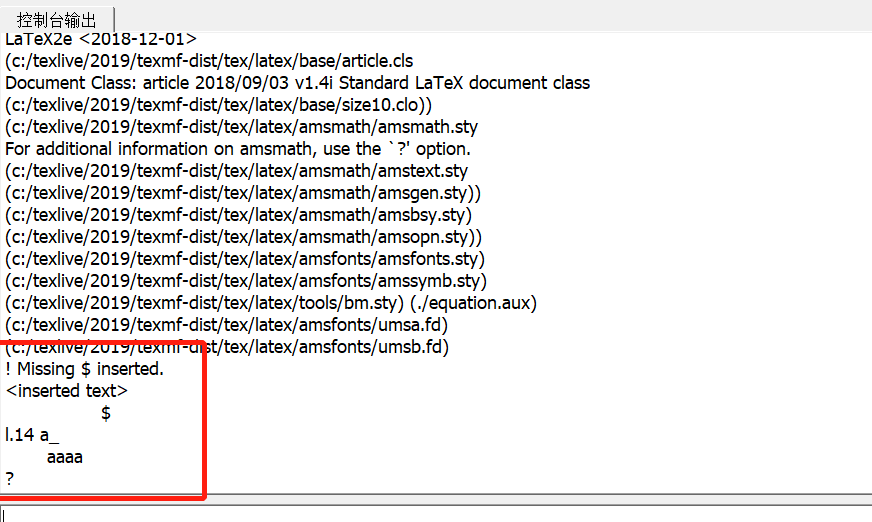 控制台输出
LaTeX2e <2018-12-01>
(c:/texlive/2019/texmf-dist/tex/latex/base/article.cls
Document Class: article 2018/09/03 v1.4i Standard LaTeX document class
(c:/texlive/2019/texmf-dist/tex/latex/base/size10.clo))
(c:/texlive/2019/texmf-dist/tex/latex/amsmath/amsmath.sty
For additional information on amsmath, use the `?' option.
(c:/texlive/2019/texmf-dist/tex/latex/amsmath/amstext.sty
(c:/texlive/2019/texmf-dist/tex/latex/amsmath/amsgen.sty))
(c:/texlive/2019/texmf-dist/tex/latex/amsmath/amsbsy.sty)
(c:/texlive/2019/texmf-dist/tex/latex/amsmath/amsopn.sty))
(c:/texlive/2019/texmf-dist/tex/latex/amsfonts/amsfonts.sty)
(c:/texlive/2019/texmf-dist/tex/latex/amsfonts/amssymb.sty)
(c:/texlive/2019/texmf-dist/tex/latex/tools/bm.sty) (./equation.aux)
(c:/texlive/2019/texmf-dist/tex/latex/amsfonts/umsa.fd)
(c:/texlive/2019/texmf-dist/tex/latex/amsfonts/umsb.fd)
! Missing $ inserted.
<inserted text>
$
l.14 a_
aaaa
?